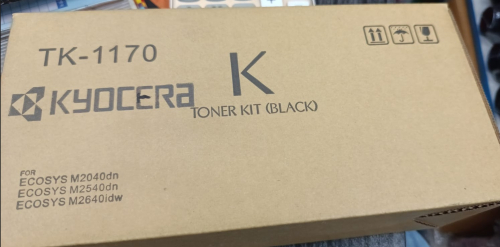 TK-1170
K
KYOCERA
TONER KIT (BLACK)
FOR
ECOSYS M2040dn
ECOSYS M2540dn
ECOSYS M2640idw